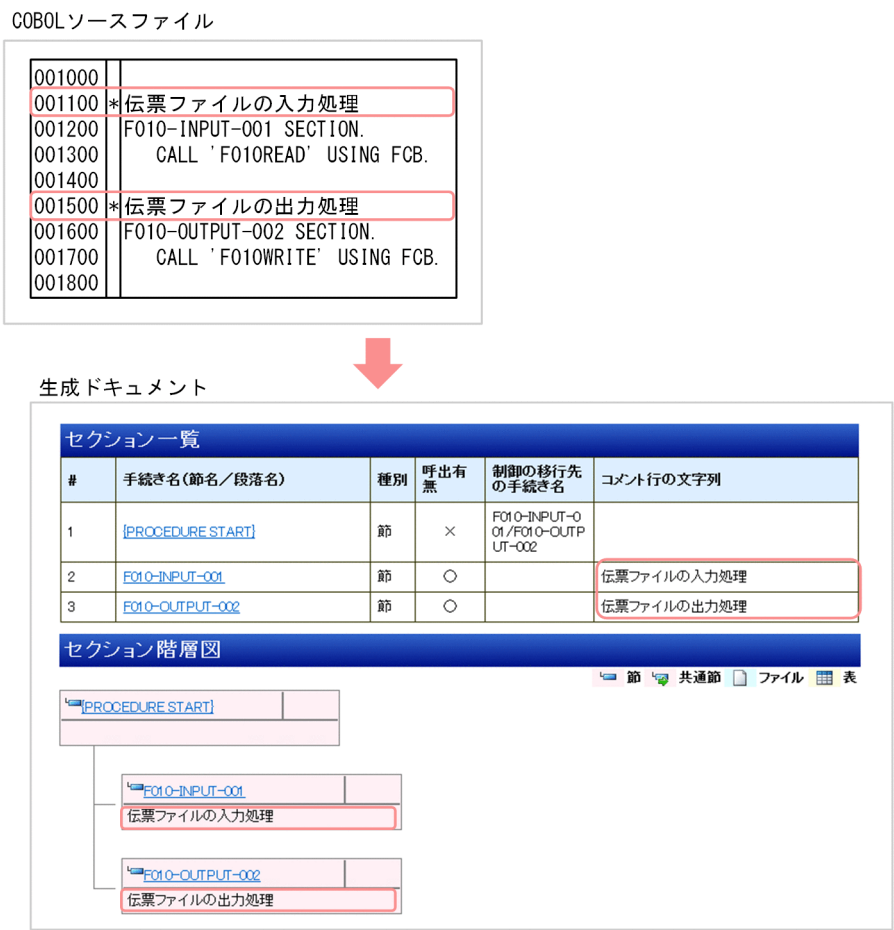 COBOLソースファイル
001000
001100 *伝票ファイルの入力処理
001200 F010-INPUT-001 SECTION.
001300 CALL 'F010READ' USING FCB.
001400
001500 *伝票ファイルの出力処理
001600 F010-OUTPUT-002 SECTION.
001700 CALL 'F010WRITE' USING FCB.
001800
生成ドキュメント
セクション一覧
# 手続き名(節名／段落名) 種別 呼出有 制御の移行先 コメント行の文字列
無 の手続き名
F010-INPUT-0
1 [PROCEDURE START] 節 × 01/F010-OUTP
UT-002
2 F010-INPUT-001 節 ○ 伝票ファイルの入力処理
3 F010-OUTPUT-002 節 ○ 伝票ファイルの出力処理
セクション階層図
節 共通節 ファイル 表
[PROCEDURE START]
F010-INPUT-001
伝票ファイルの入力処理
F010-OUTPUT-002
伝票ファイルの出力処理